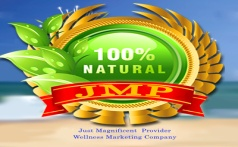 100%
NATURAL
JMP
Just Magnificent Provider
Wellness Marketing Company